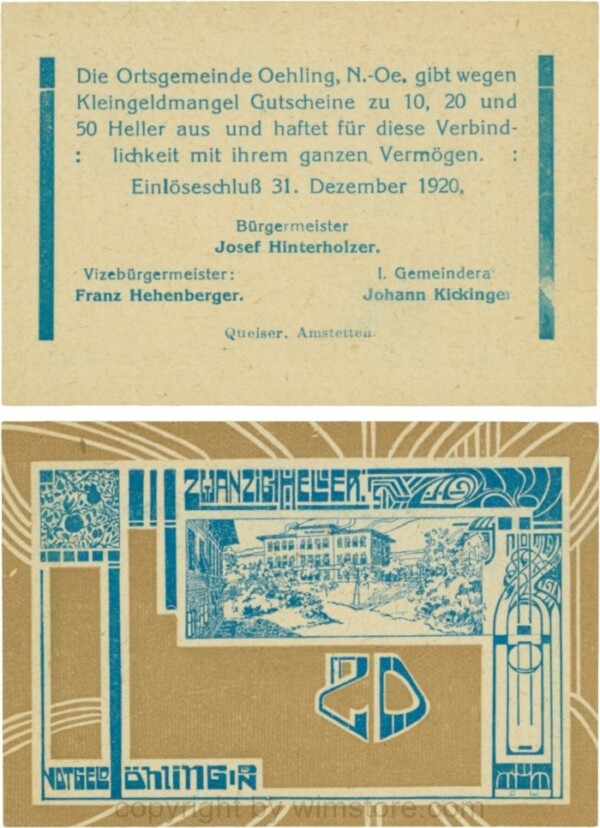 Die Ortsgemeinde Oehling, N.-Oe. gibt wegen
Kleingeldmangel Gutscheine zu 10, 20 und
50 Heller aus und haftet für diese Verbind-
: lichkeit mit ihrem ganzen Vermögen. :
Einlöseschluß 31. Dezember 1920.
Bürgermeister
Josef Hinterholzer.
Vizebürgermeister: I. Gemeindera
Franz Hehenberger. Johann Kickinger
Queiser, Amstetten.
ZWANZIG HELLER.
20
NOTGELD ÖHLING
copyright by wimstore.com